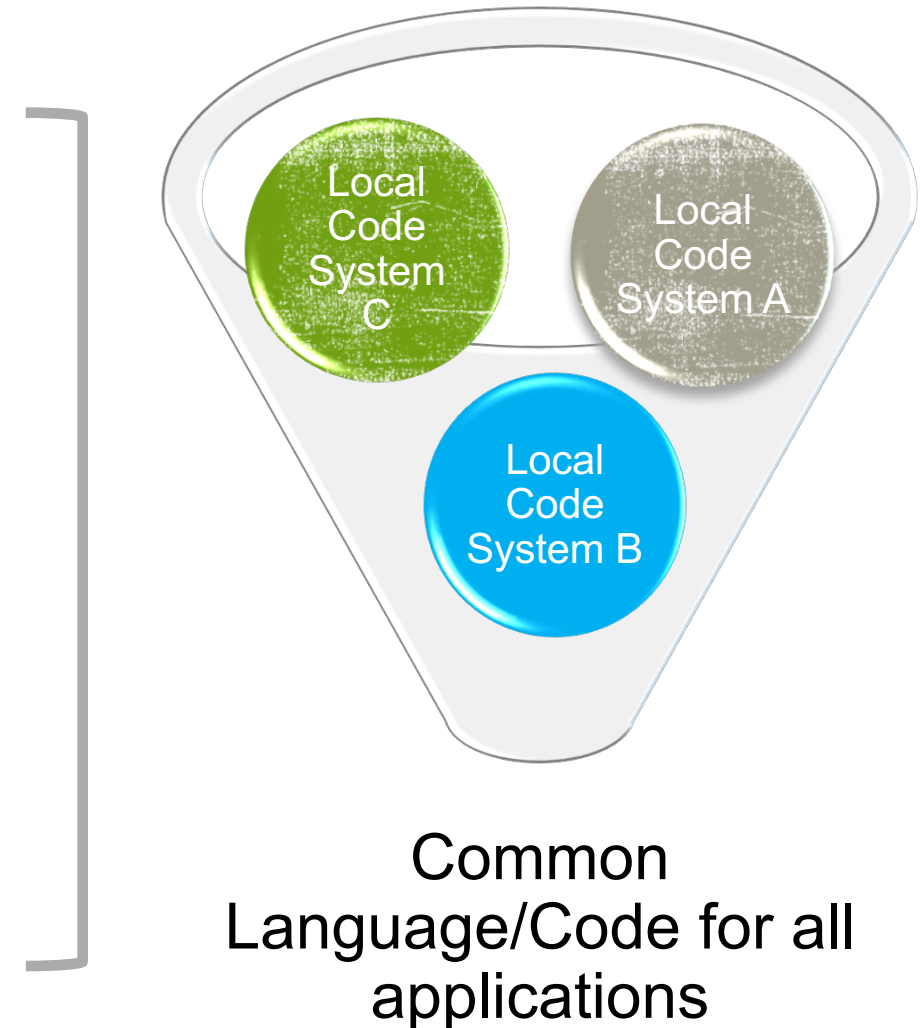 Local
Code
System
C
Local
Code
System A
Local
Code
System B
Common
Language/Code for all
applications